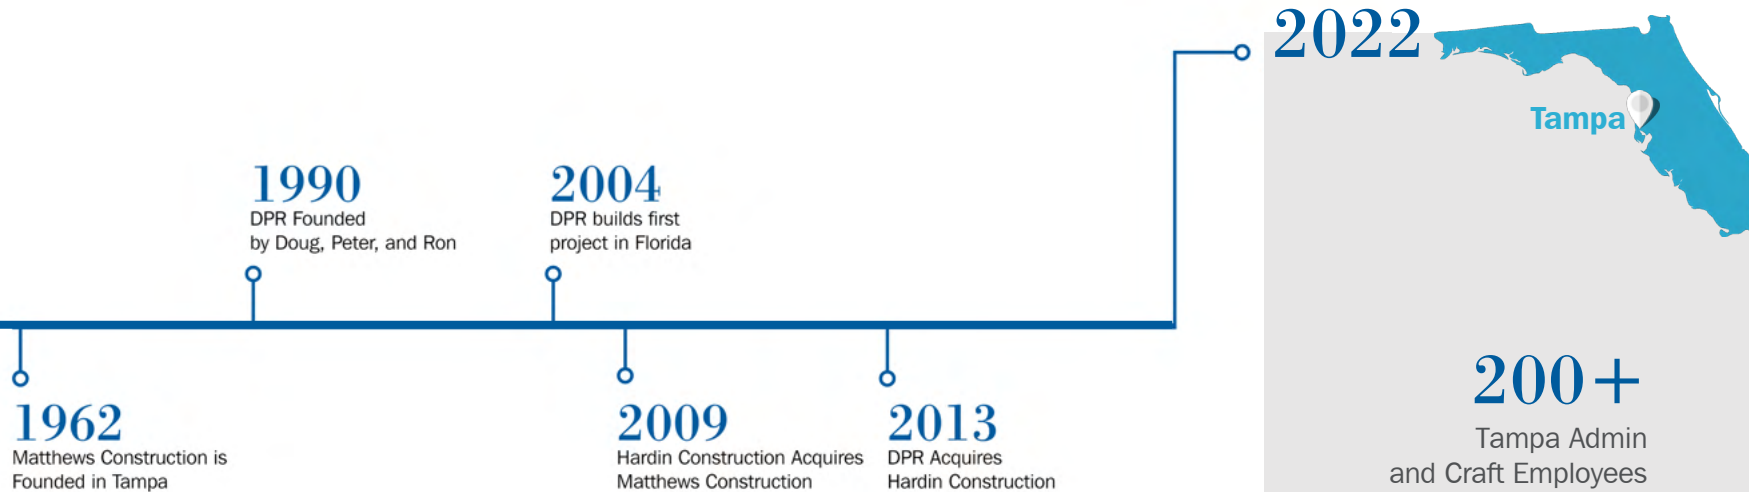 2022
Tampa
1990
DPR Founded
by Doug, Peter, and Ron
2004
DPR builds first
project in Florida
1962
Matthews Construction is
Founded in Tampa
2009
Hardin Construction Acquires
Matthews Construction
2013
DPR Acquires
Hardin Construction
200+
Tampa Admin
and Craft Employees